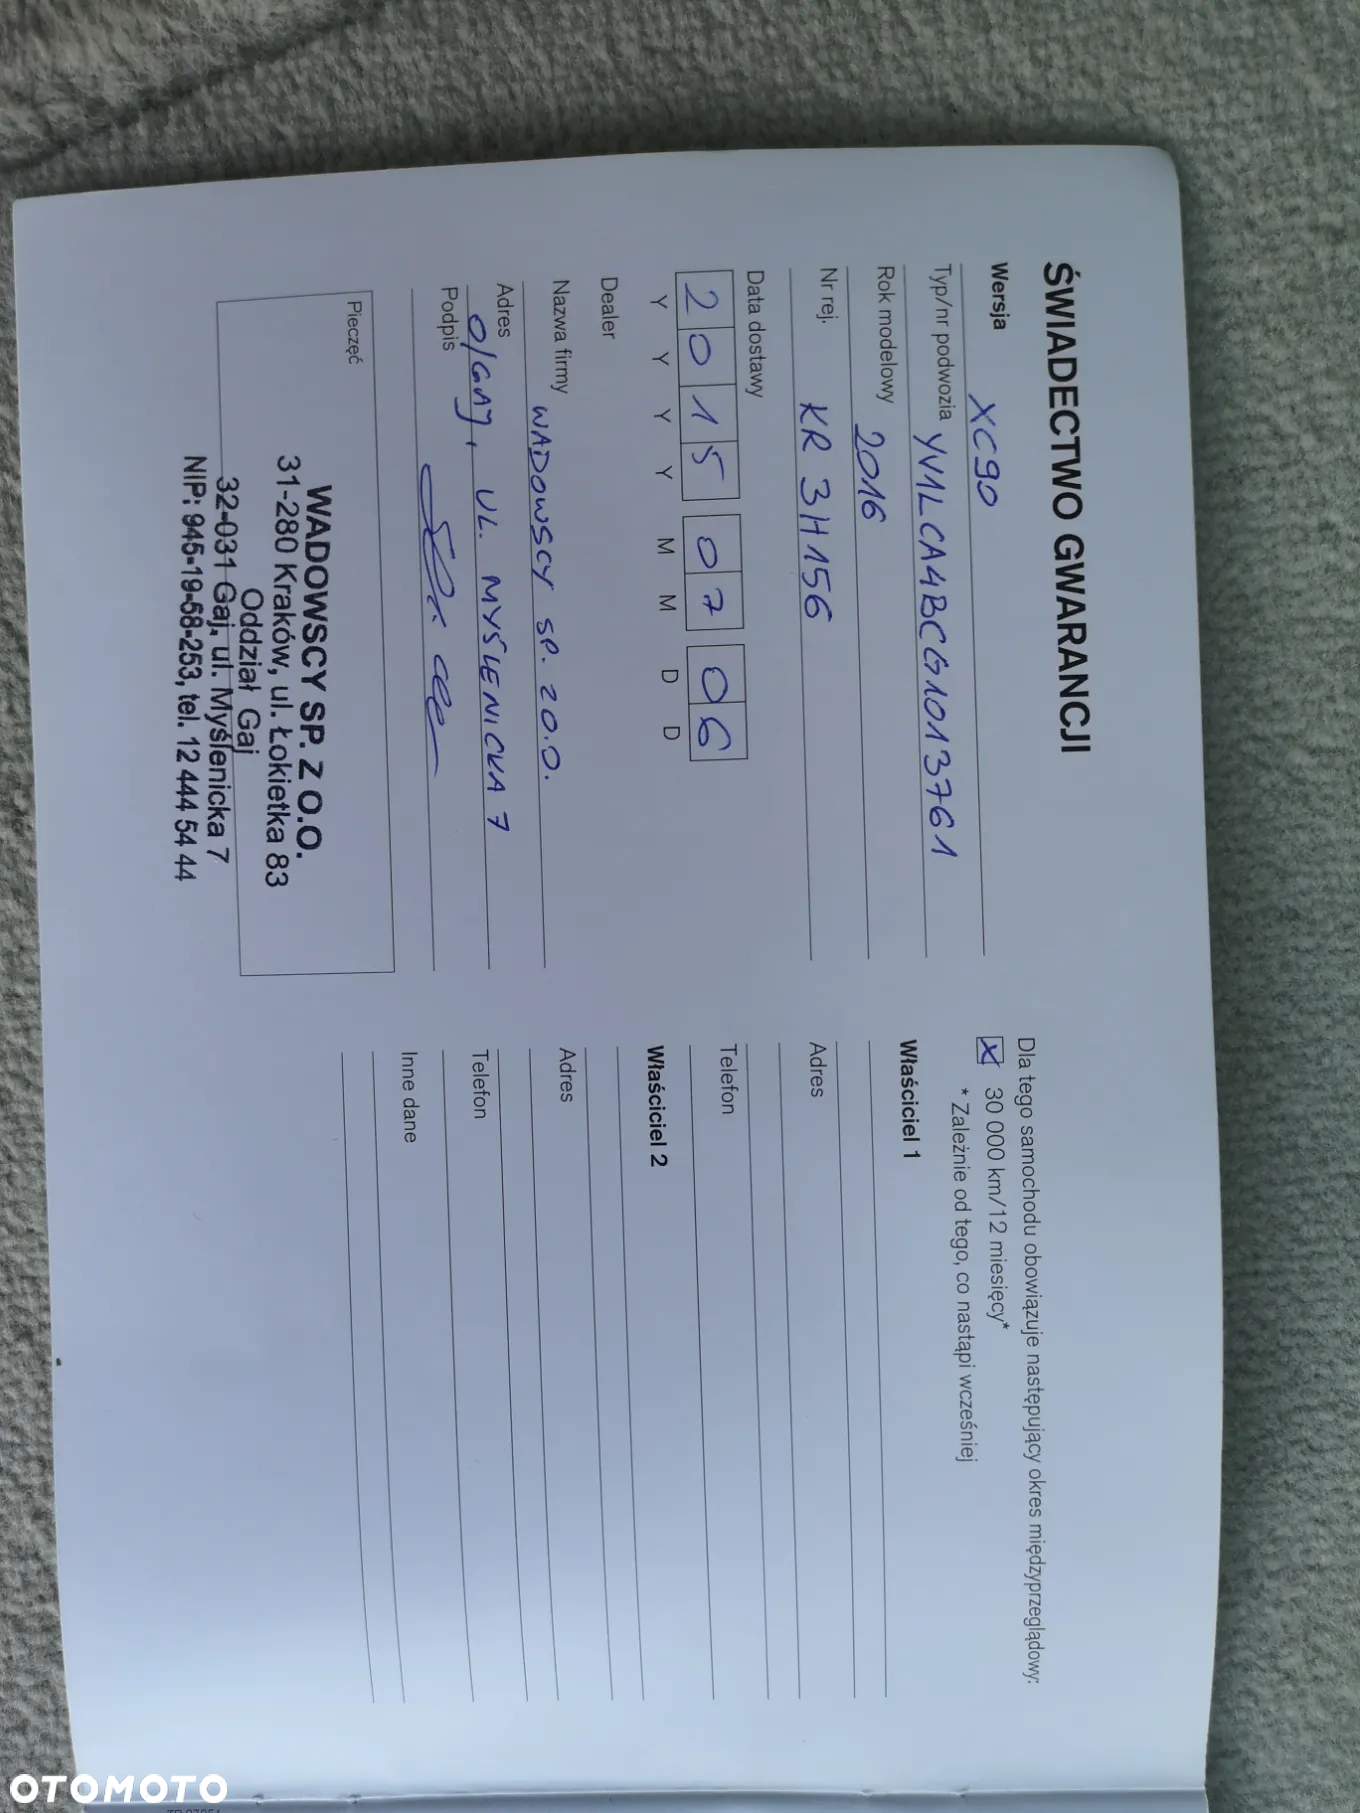 ŚWIADECTWO GWARANCJI
Wersja XC90
Typ/nr podwozia YV1LCA4BCG1013761
Rok modelowy 2016
Nr rej. KR 3H156
Data dostawy
2015 07 06
Y Y Y Y M M D D
Dealer
Nazwa firmy WADOWSCY SP. ZO.O.
Adres O/GAJ, UL. MYŚLENICKA 7
Podpis
Pieczęć
WADOWSCY SP. Z O.O.
31-280 Kraków, ul. Łokietka 83
Oddział Gaj
32-031 Gaj, ul. Myślenicka 7
NIP: 945-19-58-253, tel. 12 444 54 44
Dla tego samochodu obowiązuje następujący okres międzyprzeglądowy:
X 30 000 km/12 miesięcy*
* Zależnie od tego, co nastąpi wcześniej
Właściciel 1
Adres
Telefon
Właściciel 2
Adres
Telefon
Inne dane
OTOMOTO